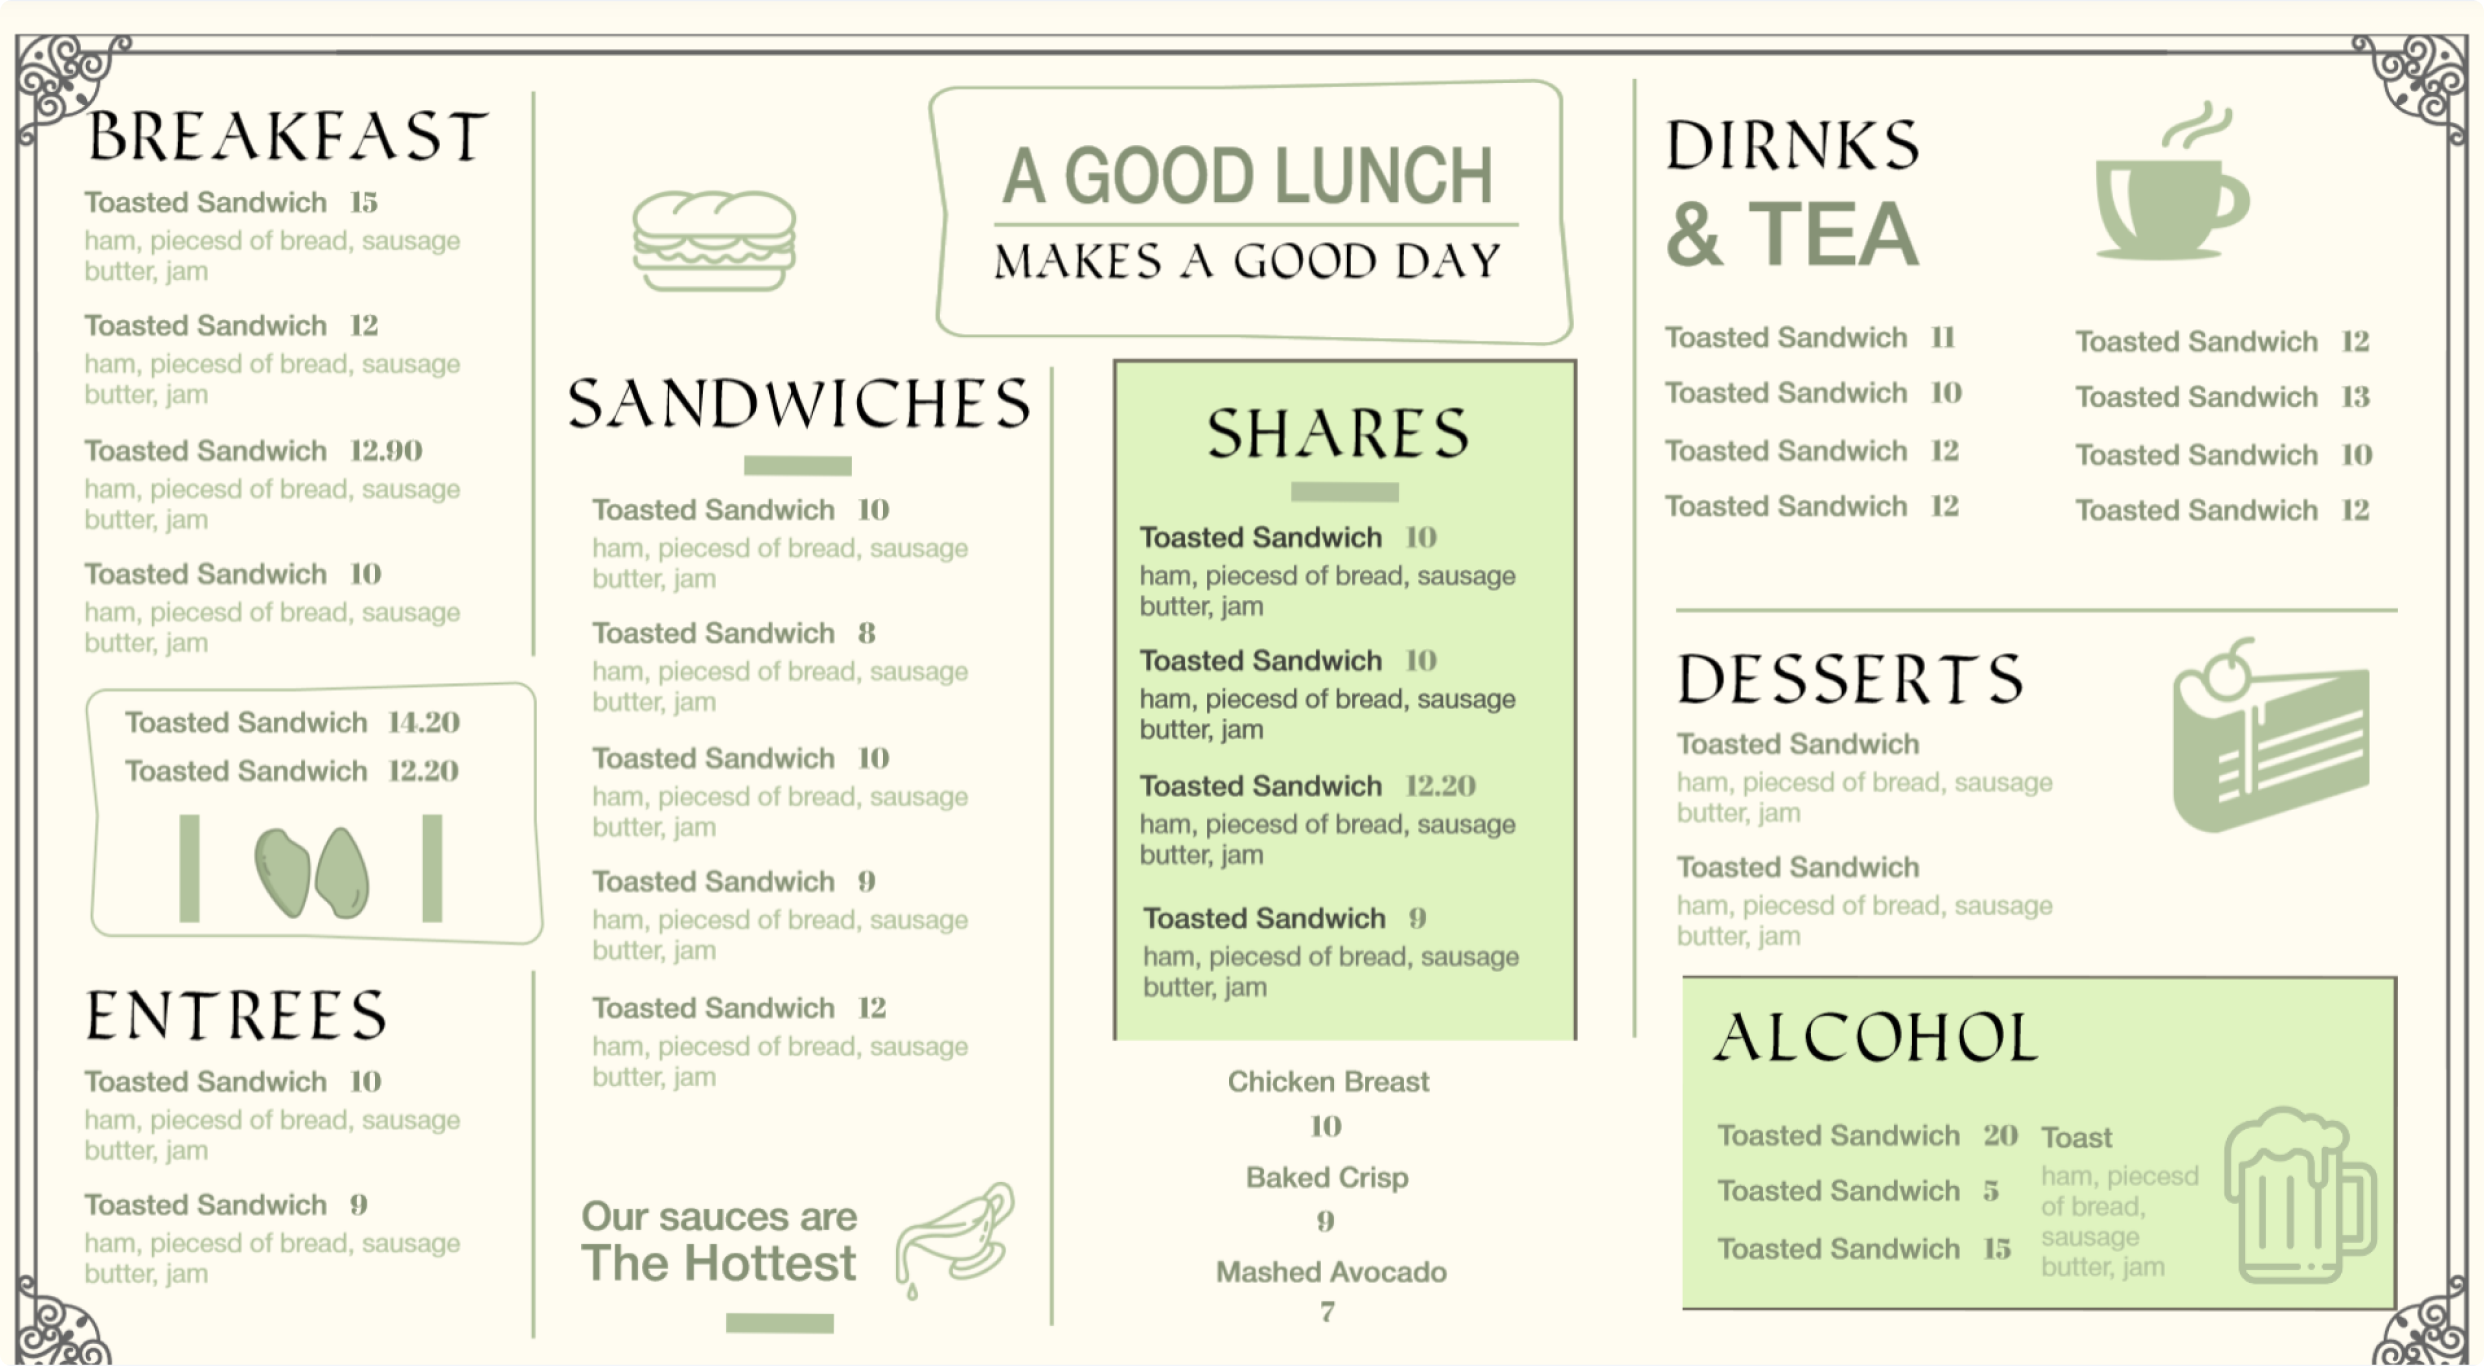 BREAKFAST
Toasted Sandwich 15
ham, piecesd of bread, sausage
butter, jam
Toasted Sandwich 12
ham, piecesd of bread, sausage
butter, jam
Toasted Sandwich 12.90
ham, piecesd of bread, sausage
butter, jam
Toasted Sandwich 10
ham, piecesd of bread, sausage
butter, jam
Toasted Sandwich 14.20
Toasted Sandwich 12.20
ENTREES
Toasted Sandwich 10
ham, piecesd of bread, sausage
butter, jam
Toasted Sandwich 9
ham, piecesd of bread, sausage
butter, jam
A GOOD LUNCH
MAKES A GOOD DAY
SANDWICHES
Toasted Sandwich 10
ham, piecesd of bread, sausage
butter, jam
Toasted Sandwich 8
ham, piecesd of bread, sausage
butter, jam
Toasted Sandwich 10
ham, piecesd of bread, sausage
butter, jam
Toasted Sandwich 9
ham, piecesd of bread, sausage
butter, jam
Toasted Sandwich 12
ham, piecesd of bread, sausage
butter, jam
Our sauces are
The Hottest
SHARES
Toasted Sandwich 10
ham, piecesd of bread, sausage
butter, jam
Toasted Sandwich 10
ham, piecesd of bread, sausage
butter, jam
Toasted Sandwich 12.20
ham, piecesd of bread, sausage
butter, jam
Toasted Sandwich 9
ham, piecesd of bread, sausage
butter, jam
Chicken Breast
10
Baked Crisp
9
Mashed Avocado
7
DIRNKS
& TEA
Toasted Sandwich 11
Toasted Sandwich 10
Toasted Sandwich 12
Toasted Sandwich 12
Toasted Sandwich 12
Toasted Sandwich 13
Toasted Sandwich 10
Toasted Sandwich 12
DESSERTS
Toasted Sandwich
ham, piecesd of bread, sausage
butter, jam
Toasted Sandwich
ham, piecesd of bread, sausage
butter, jam
ALCOHOL
Toasted Sandwich 20
Toasted Sandwich 5
Toasted Sandwich 15
Toast
ham, piecesd
of bread,
sausage
butter, jam